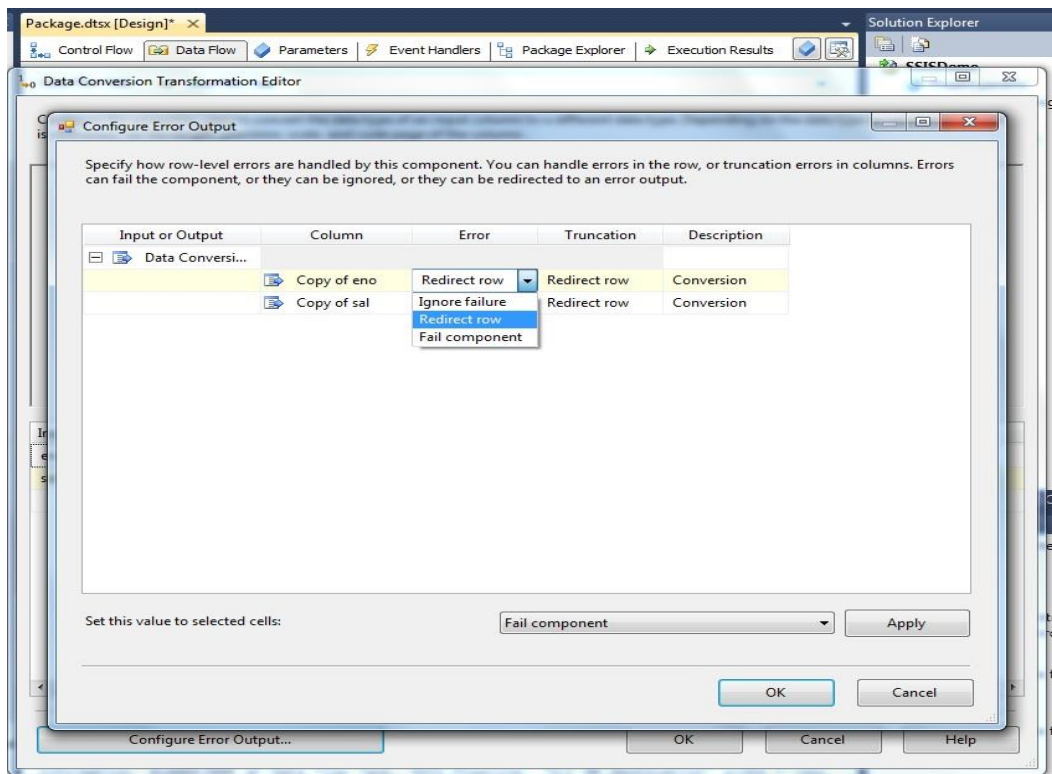 Package.dtsx [Design]*
Solution Explorer
Control Flow Data Flow Parameters Event Handlers Package Explorer Execution Results
SSISDemo
Data Conversion Transformation Editor
Configure Error Output
Specify how row-level errors are handled by this component. You can handle errors in the row, or truncation errors in columns. Errors
can fail the component, or they can be ignored, or they can be redirected to an error output.
Input or Output Column Error Truncation Description
Data Conversi...
Copy of eno Redirect row Redirect row Conversion
Copy of sal Ignore failure Redirect row Conversion
Redirect row
Fail component
Set this value to selected cells: Fail component Apply
OK Cancel
Configure Error Output... OK Cancel Help